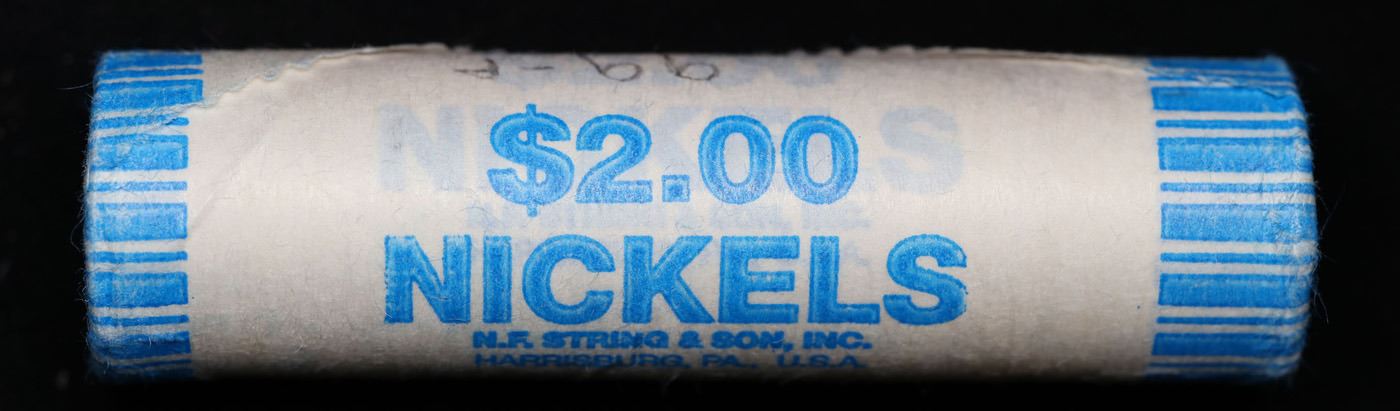 $2.00
NICKELS
N.F. STRING & SON, INC.
HARRISBURG, PA., U.S.A.